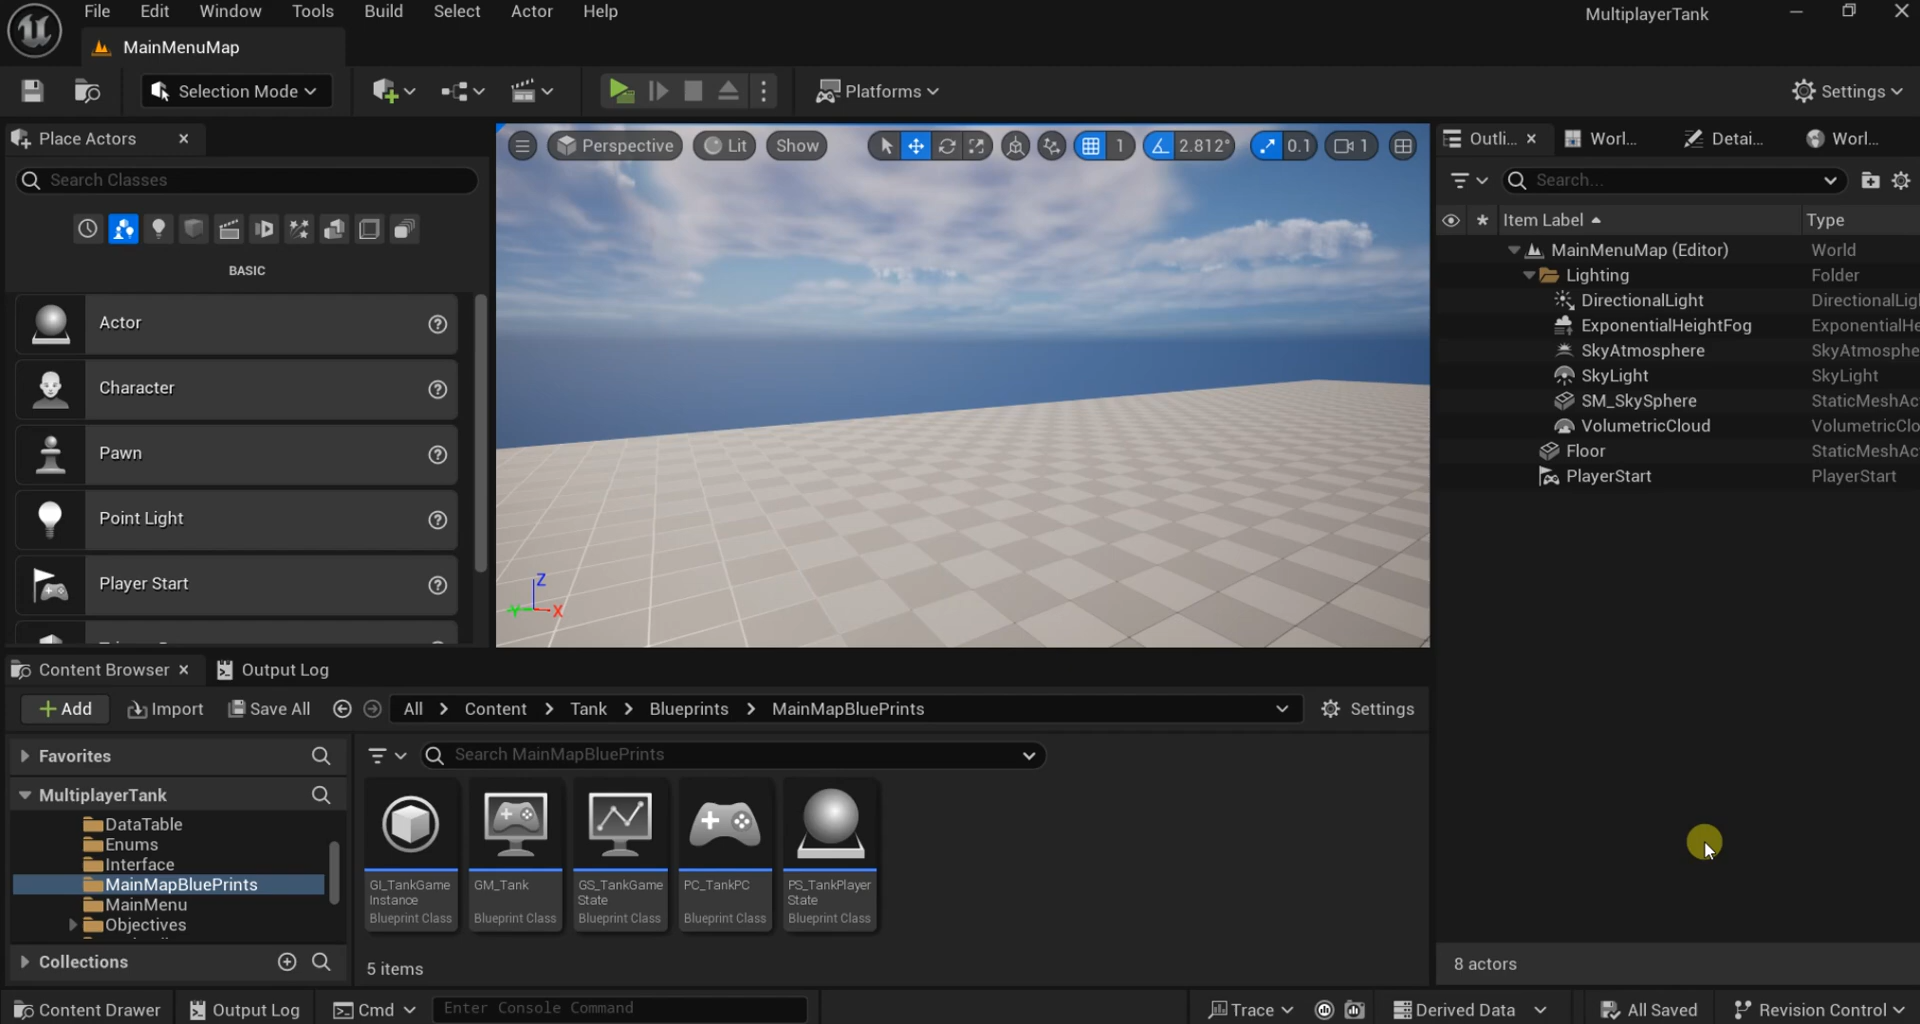 File Edit Window Tools Build Select Actor Help
MultiplayerTank
MainMenuMap
Selection Mode
Platforms
Settings
Place Actors
Search Classes
BASIC
Actor
Character
Pawn
Point Light
Player Start
Perspective Lit Show 1 2.812° 0.1 1
X
Y
Z
Outli... Worl... Detai... Worl...
Search...
Item Label Type
MainMenuMap (Editor) World
Lighting Folder
DirectionalLight DirectionalLig
ExponentialHeightFog ExponentialHe
SkyAtmosphere SkyAtmosphe
SkyLight SkyLight
SM_SkySphere StaticMeshAc
VolumetricCloud VolumetricClo
Floor StaticMeshAc
PlayerStart PlayerStart
8 actors
Content Browser Output Log
Add Import Save All All Content Tank Blueprints MainMapBluePrints Settings
Favorites
MultiplayerTank
DataTable
Enums
Interface
MainMapBluePrints
MainMenu
Objectives
Collections
Search MainMapBluePrints
GI_TankGame
Instance
Blueprint Class
GM_Tank
Blueprint Class
GS_TankGame
State
Blueprint Class
PC_TankPC
Blueprint Class
PS_TankPlayer
State
Blueprint Class
5 items
Content Drawer Output Log Cmd Enter Console Command Trace Derived Data All Saved Revision Control